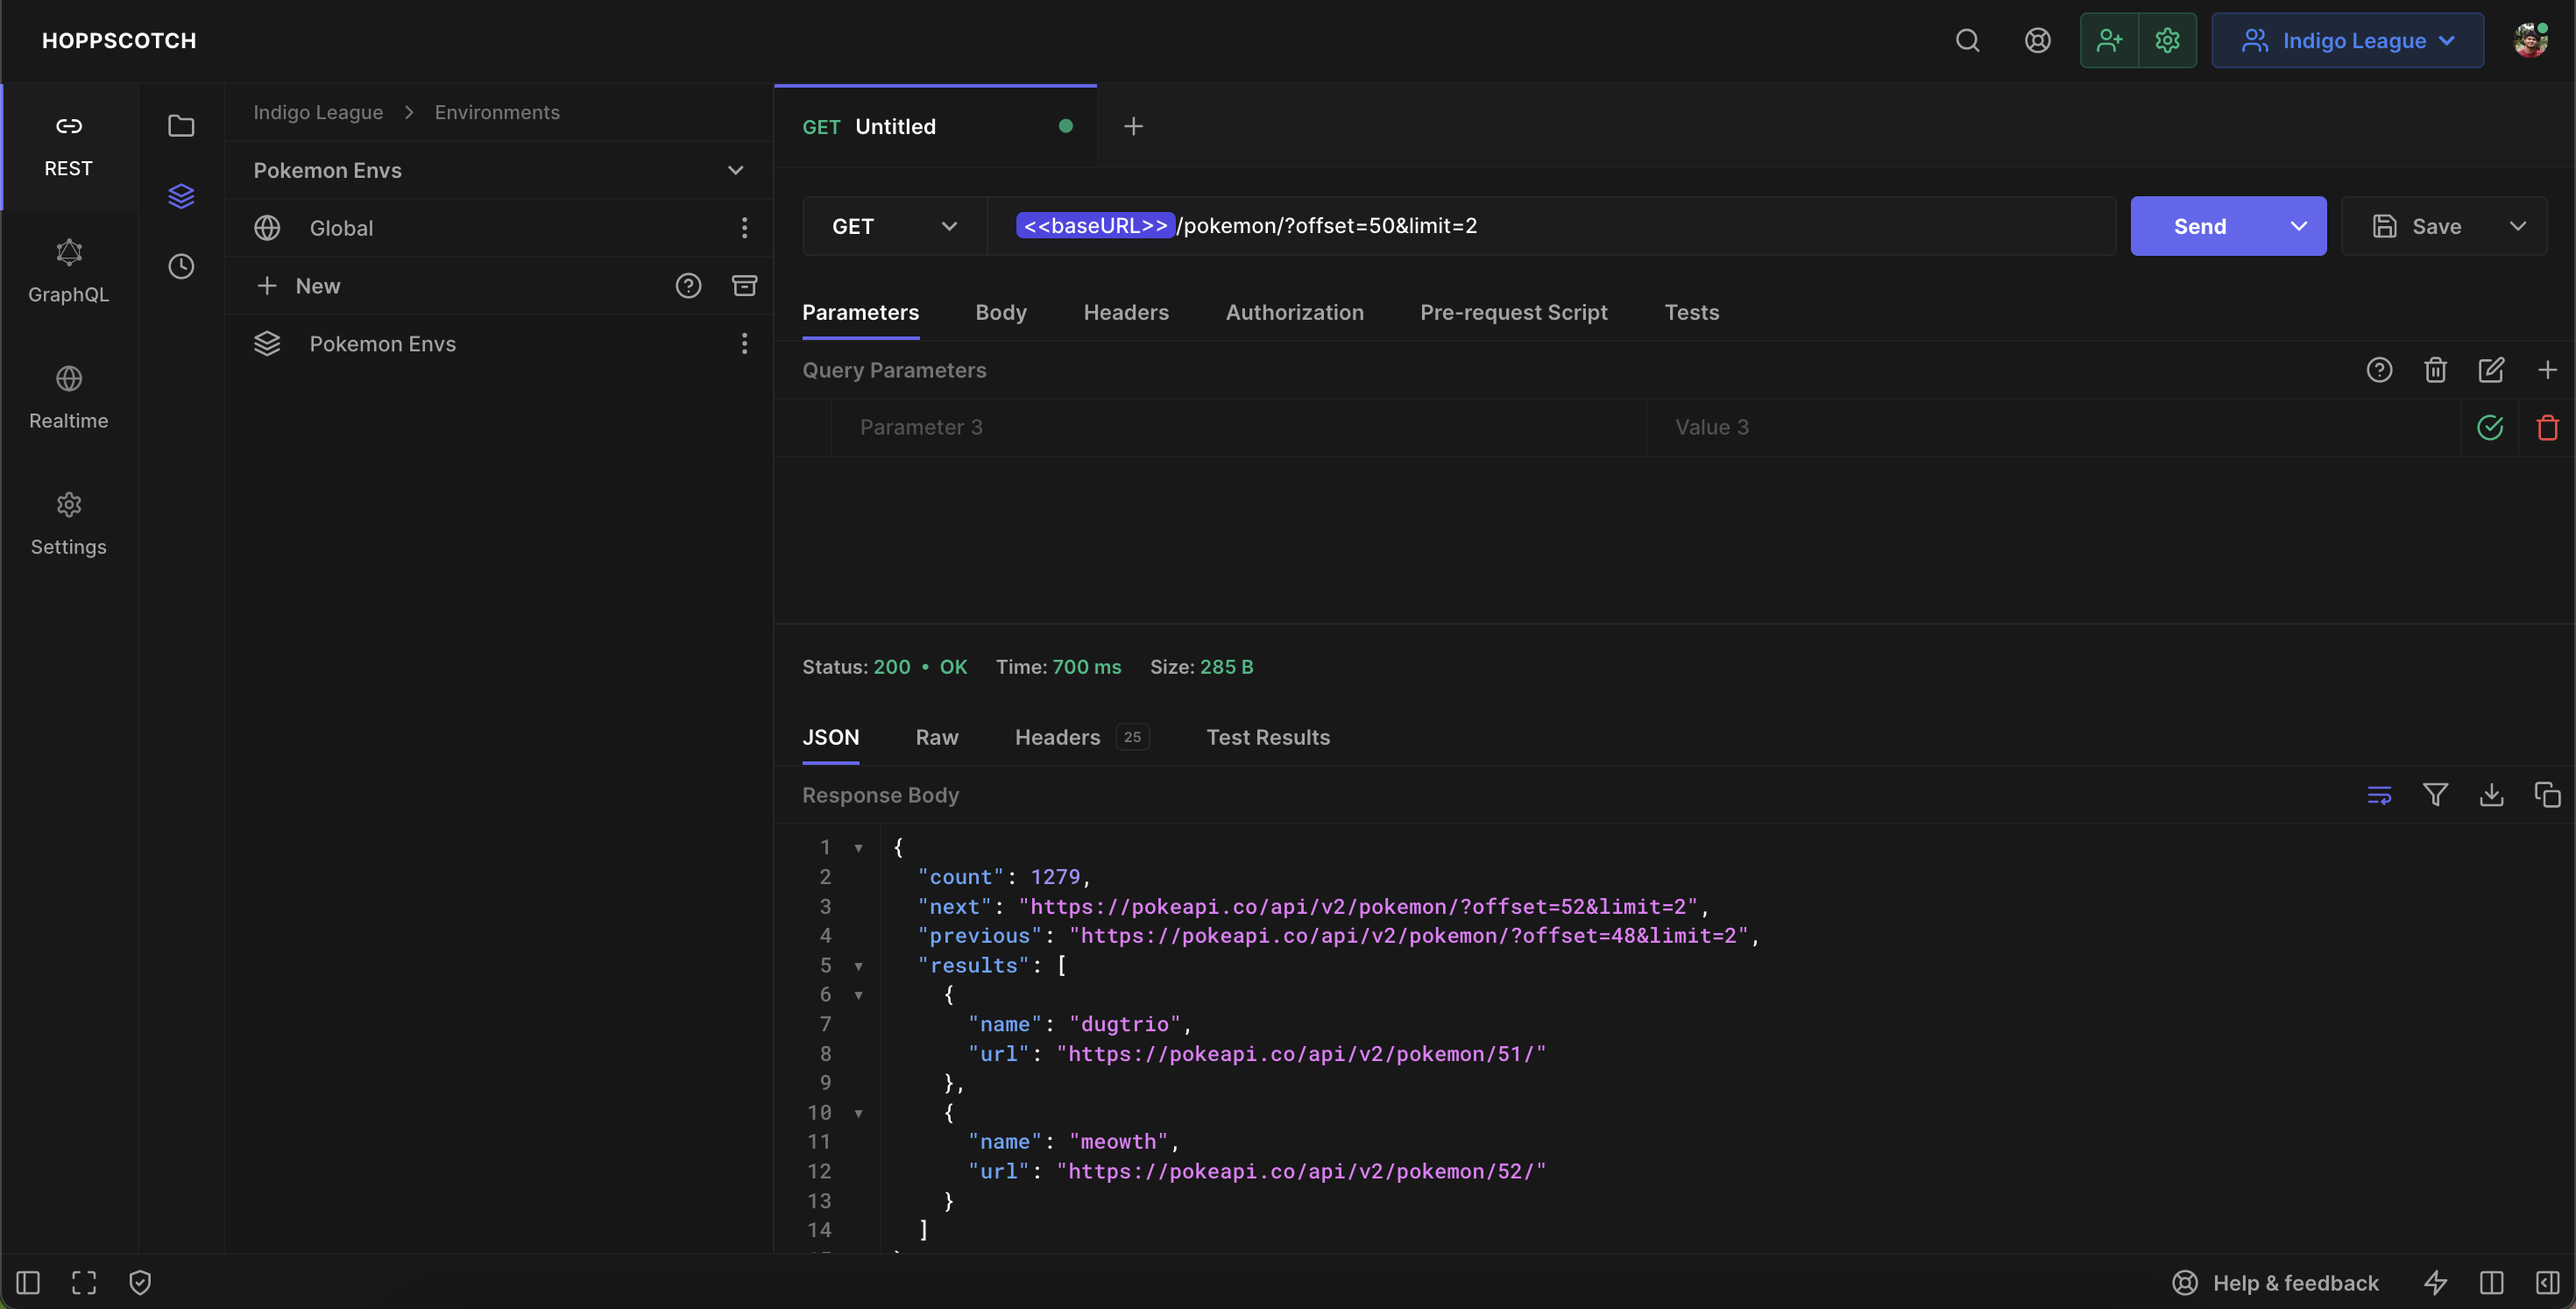 HOPPSCOTCH
Indigo League
REST
GraphQL
Realtime
Settings
Indigo League > Environments
Pokemon Envs
Global
New
Pokemon Envs
GET Untitled
GET <<baseURL>>/pokemon/?offset=50&limit=2 Send Save
Parameters Body Headers Authorization Pre-request Script Tests
Query Parameters
Parameter 3 Value 3
Status: 200 • OK Time: 700 ms Size: 285 B
JSON Raw Headers 25 Test Results
Response Body
1 {
2 "count": 1279,
3 "next": "https://pokeapi.co/api/v2/pokemon/?offset=52&limit=2",
4 "previous": "https://pokeapi.co/api/v2/pokemon/?offset=48&limit=2",
5 "results": [
6 {
7 "name": "dugtrio",
8 "url": "https://pokeapi.co/api/v2/pokemon/51/"
9 },
10 {
11 "name": "meowth",
12 "url": "https://pokeapi.co/api/v2/pokemon/52/"
13 }
14 ]
Help & feedback